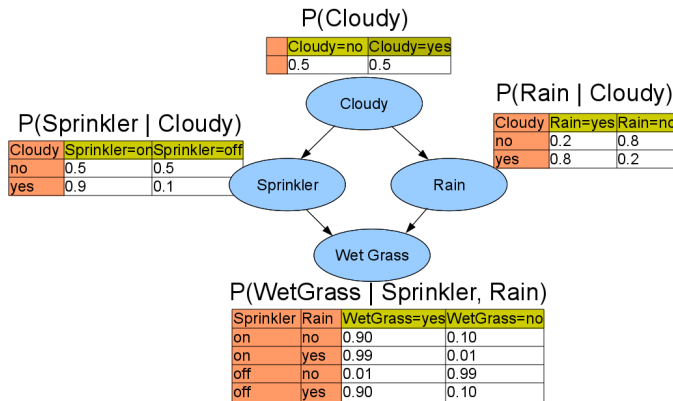 P(Cloudy)
Cloudy=no Cloudy=yes
0.5 0.5
Cloudy
P(Sprinkler | Cloudy)
Cloudy Sprinkler=on Sprinkler=off
no 0.5 0.5
yes 0.9 0.1
P(Rain | Cloudy)
Cloudy Rain=yes Rain=no
no 0.2 0.8
yes 0.8 0.2
Sprinkler
Rain
Wet Grass
P(WetGrass | Sprinkler, Rain)
Sprinkler Rain WetGrass=yes WetGrass=no
on no 0.90 0.10
on yes 0.99 0.01
off no 0.01 0.99
off yes 0.90 0.10